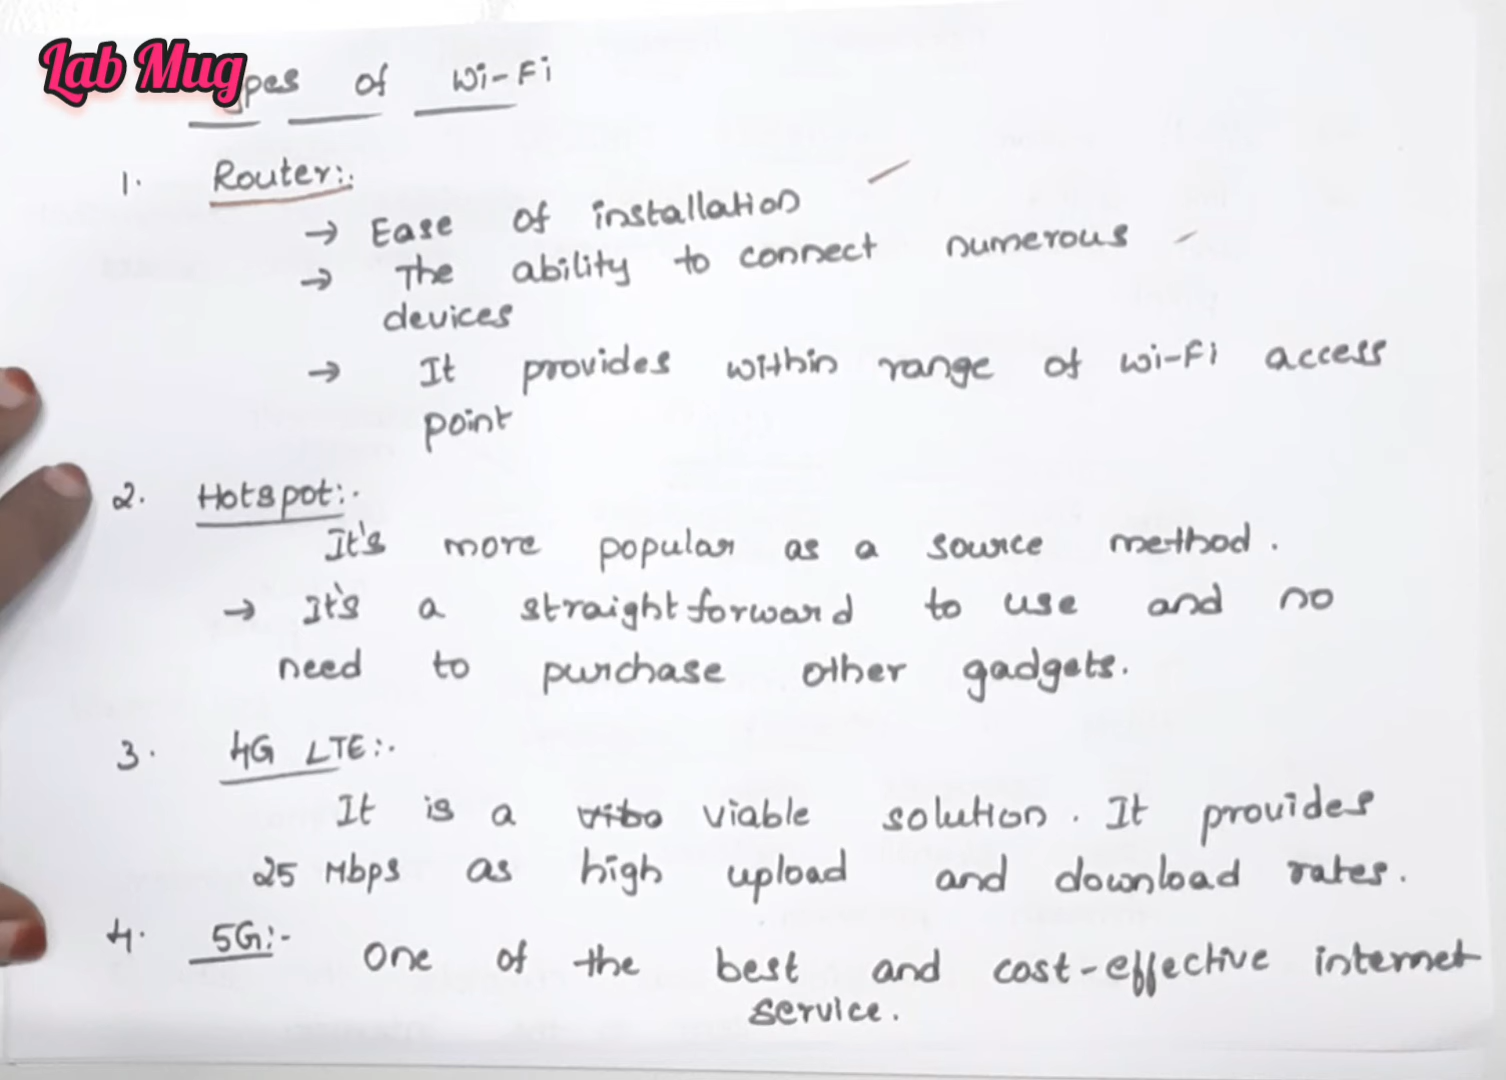 Lab Mug
ypes of Wi-Fi
1. Router:-
→ Ease of installation
→ The ability to connect numerous
devices
→ It provides within range of Wi-Fi access
point
2. Hotspot:-
It's more popular as a source method.
→ It's a straightforward to use and no
need to purchase other gadgets.
3. 4G LTE:-
It is a viable solution. It provides
25 Mbps as high upload and download rates.
4. 5G:- One of the best and cost-effective internet
service.